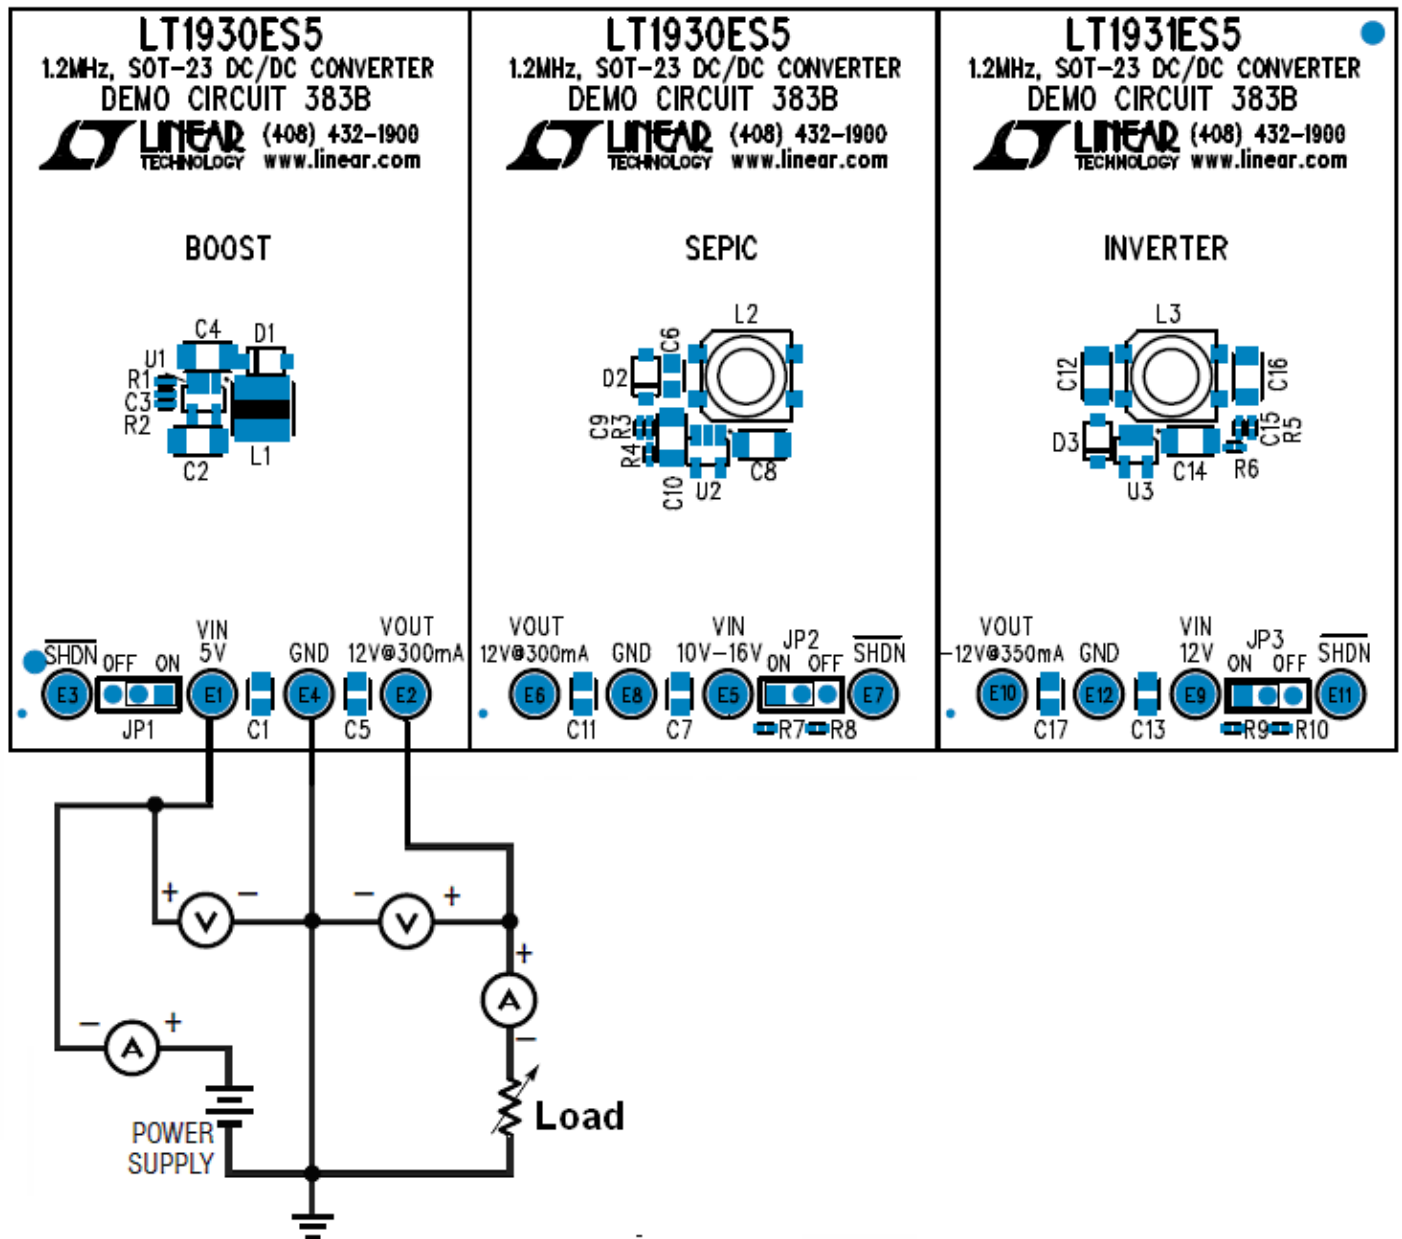 LT1930ES5
1.2MHz, SOT-23 DC/DC CONVERTER
DEMO CIRCUIT 383B
LINEAR (408) 432-1900
TECHNOLOGY www.linear.com
BOOST
C4
D1
U1
R1
C3
R2
C2
L1
VIN
5V
VOUT
12V@300mA
SHDN
OFF
ON
GND
E3
E1
E4
E2
JP1
C1
C5
LT1930ES5
1.2MHz, SOT-23 DC/DC CONVERTER
DEMO CIRCUIT 383B
LINEAR (408) 432-1900
TECHNOLOGY www.linear.com
SEPIC
L2
C6
D2
C9
R3
R4
C10
U2
C8
VOUT
12V@300mA
GND
VIN
10V-16V
JP2
ON
OFF
SHDN
E6
E8
E5
E7
C11
C7
R7
R8
LT1931ES5
1.2MHz, SOT-23 DC/DC CONVERTER
DEMO CIRCUIT 383B
LINEAR (408) 432-1900
TECHNOLOGY www.linear.com
INVERTER
L3
C12
C16
D3
C15
R5
C14
R6
U3
VOUT
-12V@350mA
GND
VIN
12V
JP3
ON
OFF
SHDN
E10
E12
E9
E11
C17
C13
R9
R10
+
V
−
−
V
+
+
A
−
−
A
+
POWER
SUPPLY
Load